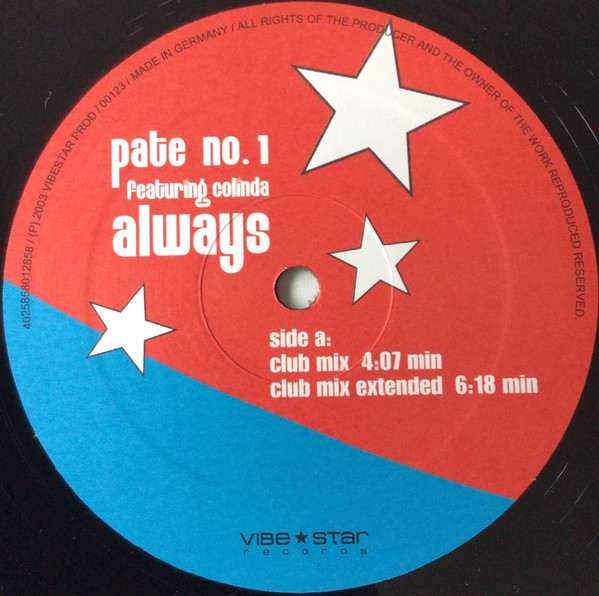 4025858012858 / (P) 2003 VIBESTAR PROD / 00123 / MADE IN GERMANY / ALL RIGHTS OF THE PRODUCER AND THE OWNER OF THE WORK REPRODUCED RESERVED.
pate no. 1
featuring colinda
always
side a:
club mix 4:07 min
club mix extended 6:18 min
VIBE★STAR
records